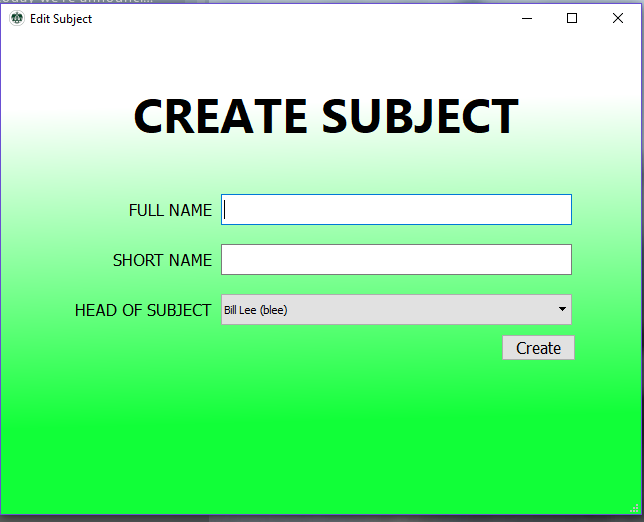 Edit Subject
CREATE SUBJECT
FULL NAME
SHORT NAME
HEAD OF SUBJECT Bill Lee (blee)
Create